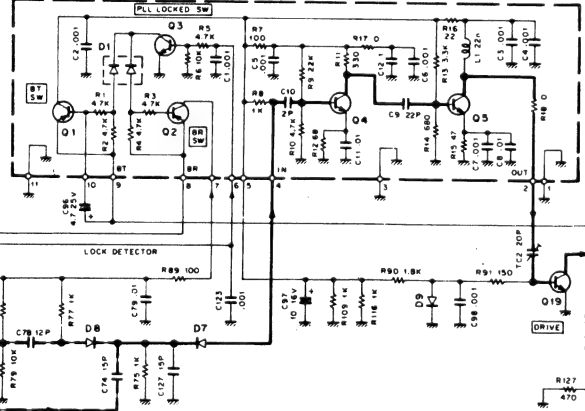 PLL LOCKED SW
Q3
R5
4.7K
R6 10K
C1 .001
C2 .001
D1
BT
SW
R1
4.7K
R3
4.7K
Q1
R2 4.7K
R4 4.7K
Q2
BR
SW
R7
100
C5
.001
R8
1K
R9 22K
C10
2P
R10 4.7K
R11
330
R17 0
C12 .1
C6 .001
Q4
R12 68
C11 .01
C9 22P
R16
22
R13 3.3K
L1 22n
C3 .001
C4 .001
Q5
R14 680
R15 47
C7 .001
C8 .01
R18 0
BT
BR
IN
OUT
11
10
9
8
7
6
5
4
3
2
1
C96
4.7 25V
+
LOCK DETECTOR
R89 100
TC2 20P
R77 1K
C79 .01
C123
.001
C97
10 16V
+
R109 1K
R116 1K
R90 1.8K
D9
C98 .001
R91 150
Q19
DRIVE
C78 12P
R79 10K
D8
C74 15P
R75 1K
C127 15P
D7
R127
470